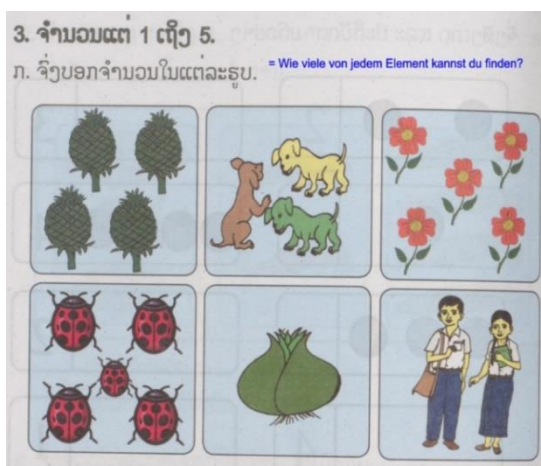 3. ຈຳນວນແຕ່ 1 ເຖິງ 5.
ກ. ຈົ່ງບອກຈຳນວນໃນແຕ່ລະຮູບ.
= Wie viele von jedem Element kannst du finden?